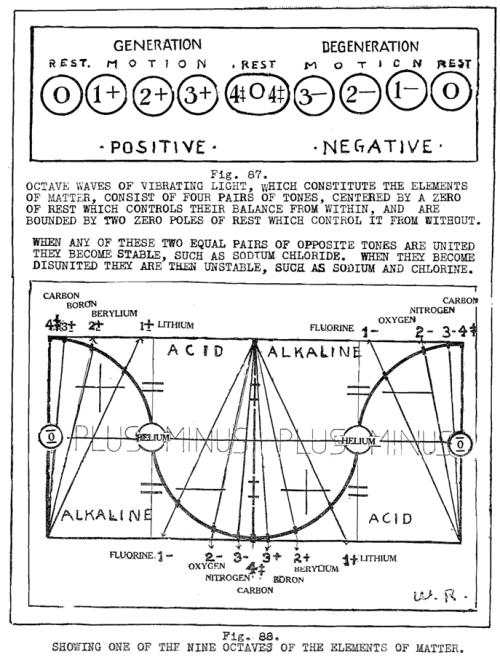 GENERATION DEGENERATION
REST. MOTION . REST MOTION REST
0 1+ 2+ 3+ 4‡0 4‡ 3- 2- 1- 0
·POSITIVE· ·NEGATIVE·
Fig. 87.
OCTAVE WAVES OF VIBRATING LIGHT, WHICH CONSTITUTE THE ELEMENTS
OF MATTER, CONSIST OF FOUR PAIRS OF TONES, CENTERED BY A ZERO
OF REST WHICH CONTROLS THEIR BALANCE FROM WITHIN, AND ARE
BOUNDED BY TWO ZERO POLES OF REST WHICH CONTROL IT FROM WITHOUT.
WHEN ANY OF THESE TWO EQUAL PAIRS OF OPPOSITE TONES ARE UNITED
THEY BECOME STABLE, SUCH AS SODIUM CHLORIDE. WHEN THEY BECOME
DISUNITED THEY ARE THEN UNSTABLE, SUCH AS SODIUM AND CHLORINE.
CARBON CARBON
BORON NITROGEN
BERYLIUM OXYGEN
4‡ 3‡ 2‡ 1‡ LITHIUM FLUORINE 1- 2- 3- 4‡
ACID ALKALINE
0 PLUS HELIUM MINUS PLUS HELIUM MINUS 0
ALKALINE ACID
FLUORINE 1- 2- 3- 4‡ 3+ 2+ 1+ LITHIUM
OXYGEN BERYLIUM
NITROGEN BORON
CARBON
W.R.
Fig. 88.
SHOWING ONE OF THE NINE OCTAVES OF THE ELEMENTS OF MATTER.